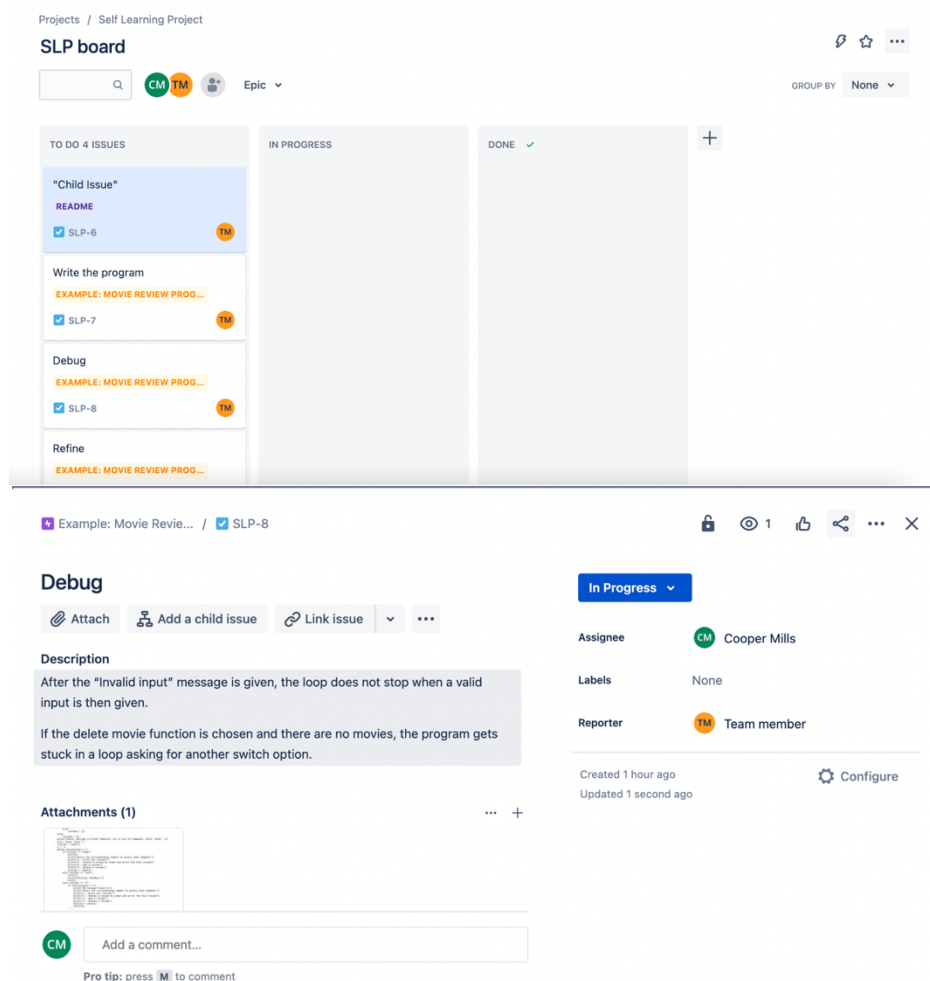 Projects / Self Learning Project
SLP board
CM TM Epic
GROUP BY None
TO DO 4 ISSUES
IN PROGRESS
DONE
"Child Issue"
README
SLP-6 TM
Write the program
EXAMPLE: MOVIE REVIEW PROG...
SLP-7 TM
Debug
EXAMPLE: MOVIE REVIEW PROG...
SLP-8 TM
Refine
EXAMPLE: MOVIE REVIEW PROG...
Example: Movie Revie... / SLP-8
1
Debug
Attach Add a child issue Link issue
Description
After the “Invalid input” message is given, the loop does not stop when a valid
input is then given.
If the delete movie function is chosen and there are no movies, the program gets
stuck in a loop asking for another switch option.
In Progress
Assignee CM Cooper Mills
Labels None
Reporter TM Team member
Created 1 hour ago
Updated 1 second ago
Configure
Attachments (1)
CM Add a comment...
Pro tip: press M to comment